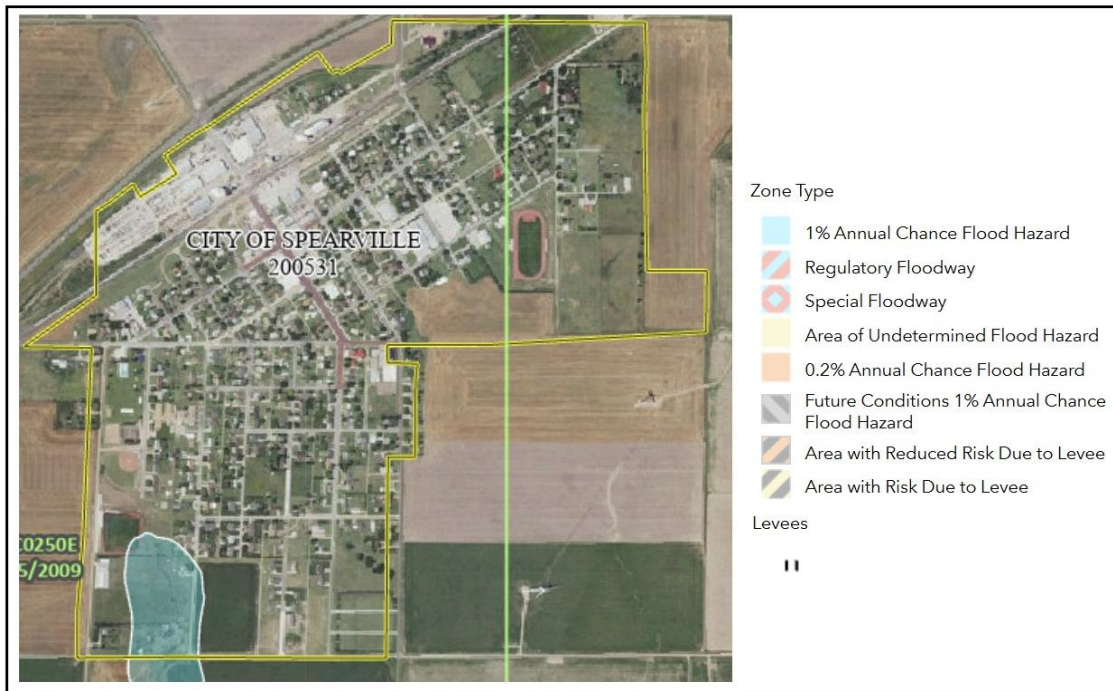 CITY OF SPEARVILLE
200531
C0250E
5/2009
Zone Type
1% Annual Chance Flood Hazard
Regulatory Floodway
Special Floodway
Area of Undetermined Flood Hazard
0.2% Annual Chance Flood Hazard
Future Conditions 1% Annual Chance
Flood Hazard
Area with Reduced Risk Due to Levee
Area with Risk Due to Levee
Levees